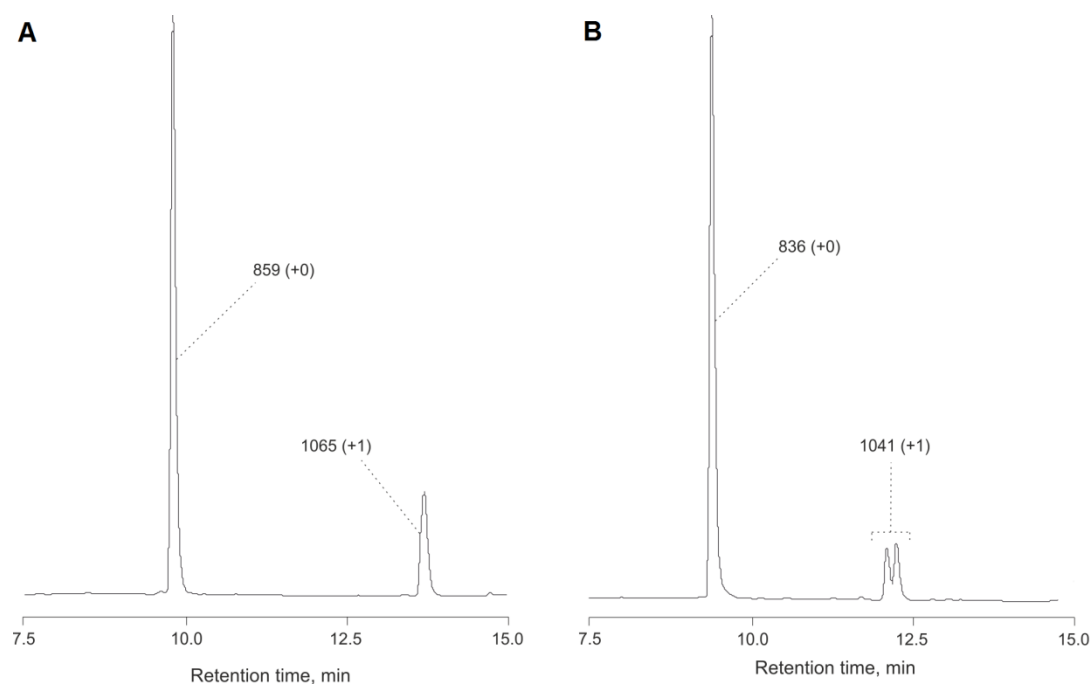 A
859 (+0)
1065 (+1)
7.5 10.0 12.5 15.0
Retention time, min
B
836 (+0)
1041 (+1)
7.5 10.0 12.5 15.0
Retention time, min